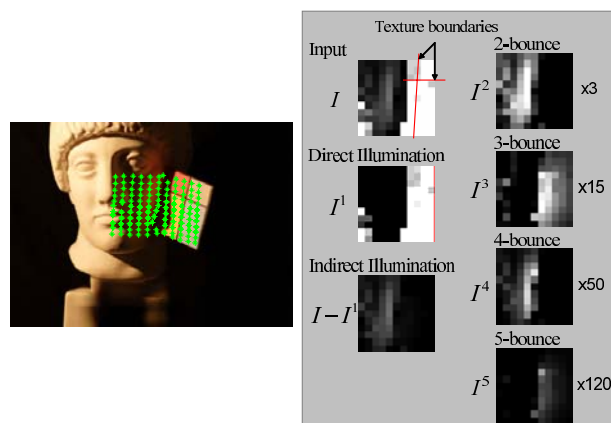 Texture boundaries
Input
I
Direct Illumination
I¹
Indirect Illumination
I – I¹
2-bounce
I²
x3
3-bounce
I³
x15
4-bounce
I⁴
x50
5-bounce
I⁵
x120